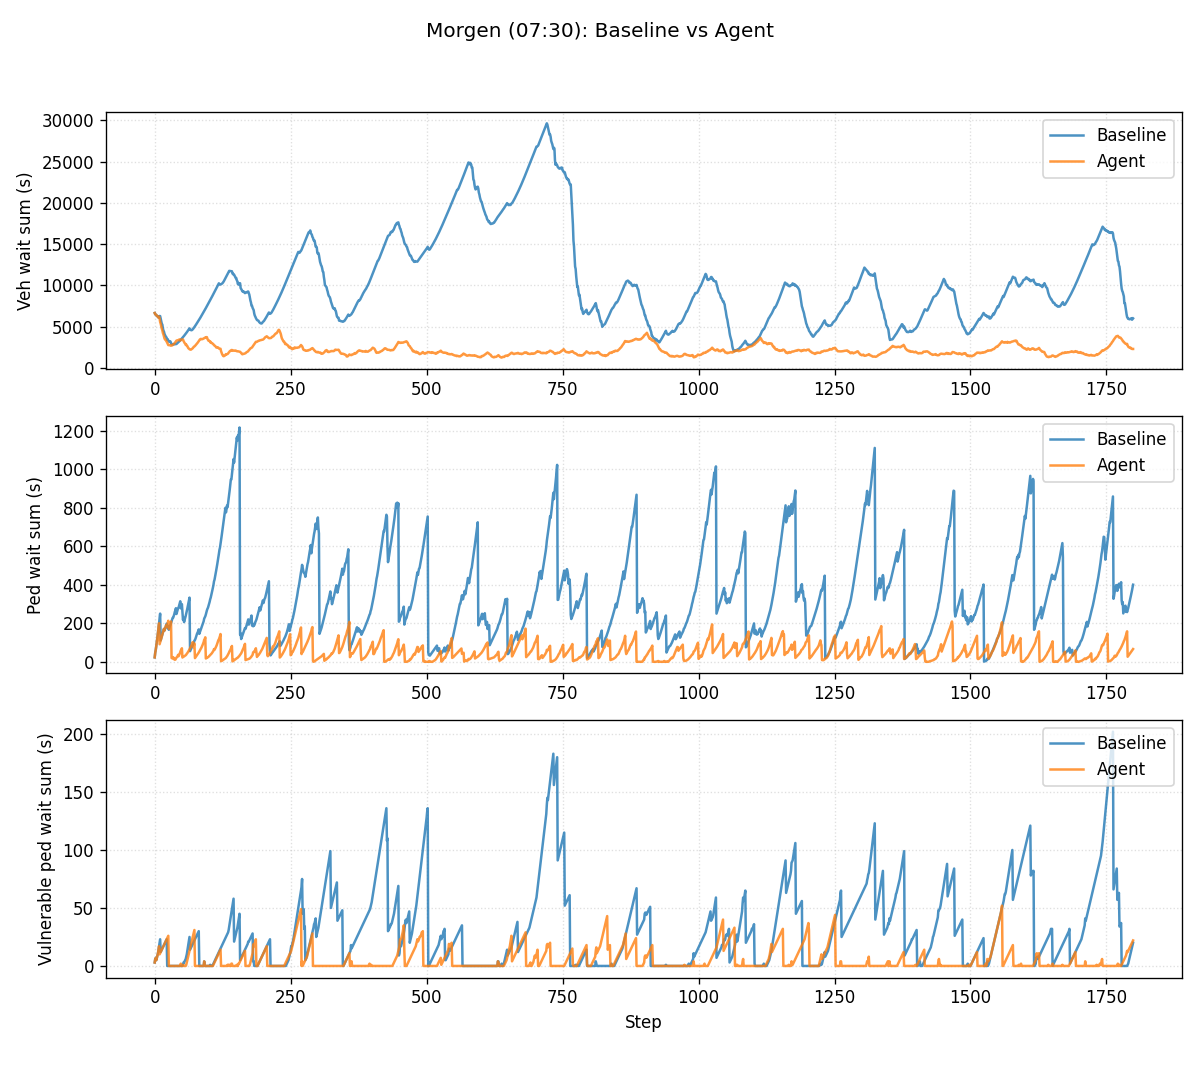 Morgen (07:30): Baseline vs Agent
Veh wait sum (s)
30000
25000
20000
15000
10000
5000
0
Baseline
Agent
0 250 500 750 1000 1250 1500 1750
Ped wait sum (s)
1200
1000
800
600
400
200
0
Baseline
Agent
0 250 500 750 1000 1250 1500 1750
Vulnerable ped wait sum (s)
200
150
100
50
0
Baseline
Agent
0 250 500 750 1000 1250 1500 1750
Step